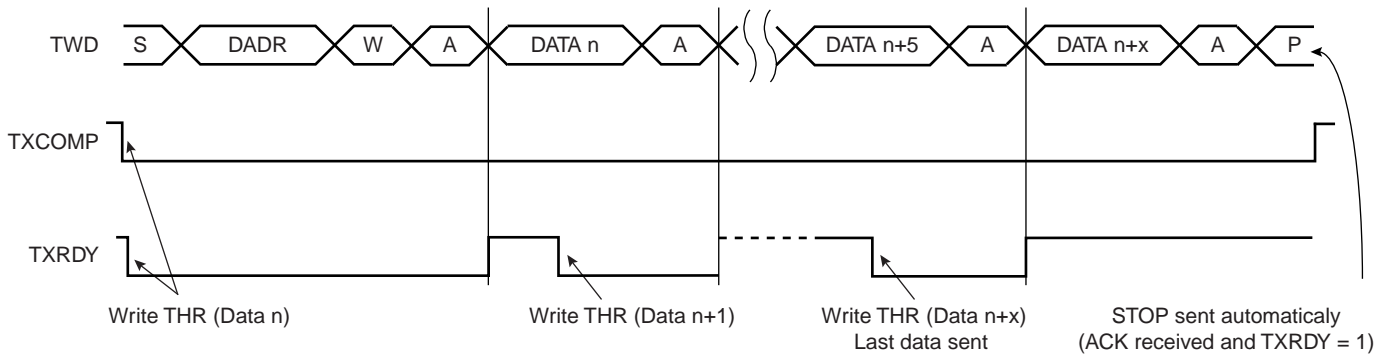 TWD S DADR W A DATA n A DATA n+5 A DATA n+x A P
TXCOMP
TXRDY
Write THR (Data n)
Write THR (Data n+1)
Write THR (Data n+x)
Last data sent
STOP sent automaticaly
(ACK received and TXRDY = 1)